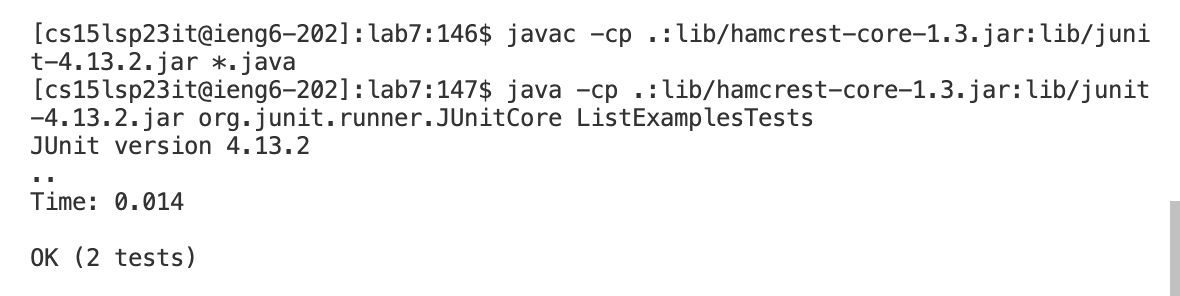 [cs15lsp23it@ieng6-202]:lab7:146$ javac -cp .:lib/hamcrest-core-1.3.jar:lib/juni
t-4.13.2.jar *.java
[cs15lsp23it@ieng6-202]:lab7:147$ java -cp .:lib/hamcrest-core-1.3.jar:lib/junit
-4.13.2.jar org.junit.runner.JUnitCore ListExamplesTests
JUnit version 4.13.2
..
Time: 0.014
OK (2 tests)